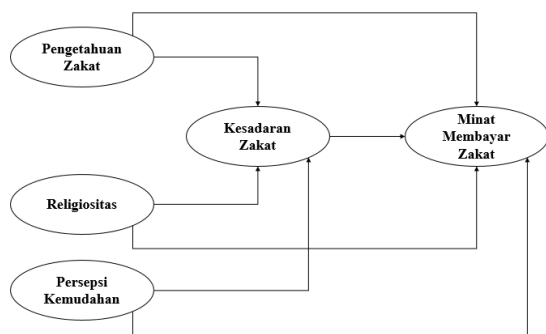 Pengetahuan
Zakat
Kesadaran
Zakat
Minat
Membayar
Zakat
Religiositas
Persepsi
Kemudahan